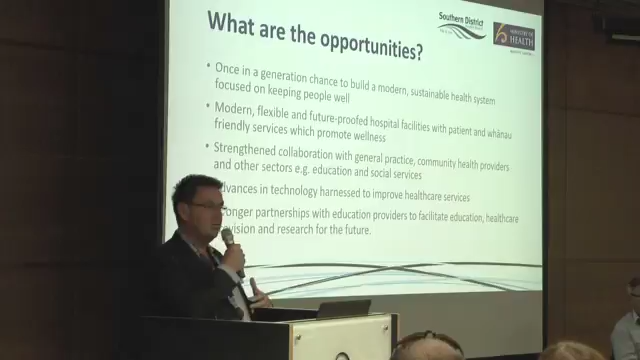 Southern District
MINISTRY OF
HEALTH
What are the opportunities?
• Once in a generation chance to build a modern, sustainable health system
focused on keeping people well
• Modern, flexible and future-proofed hospital facilities with patient and whānau
friendly services which promote wellness
• Strengthened collaboration with general practice, community health providers
and other sectors e.g. education and social services
dvances in technology harnessed to improve healthcare services
onger partnerships with education providers to facilitate education, healthcare
vision and research for the future.